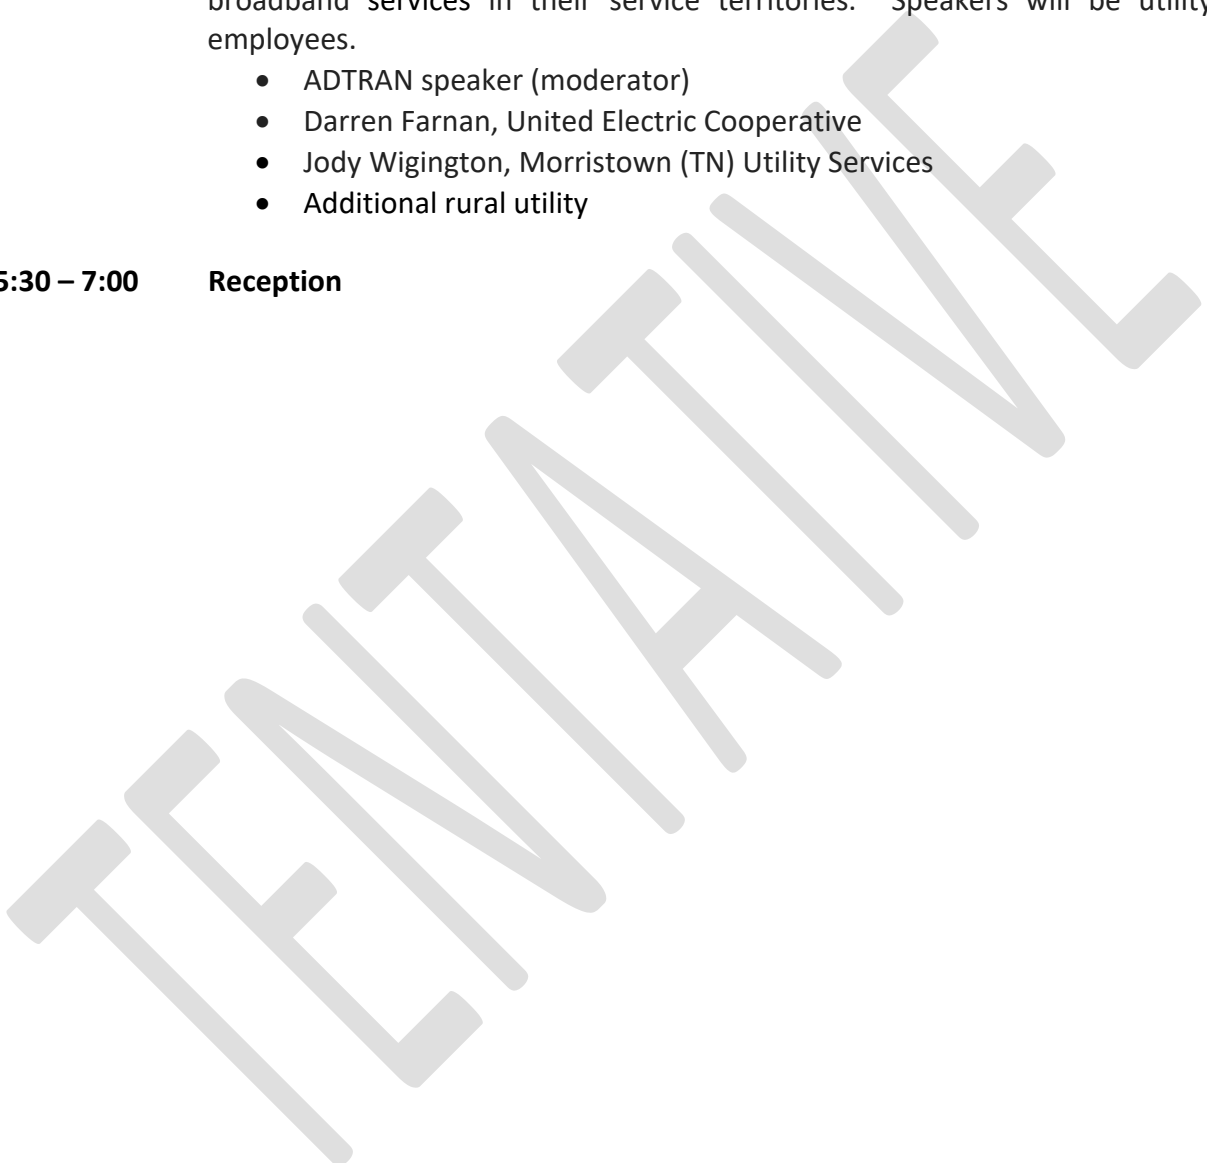 broadband services in their service territories. Speakers will be utility
employees.
• ADTRAN speaker (moderator)
• Darren Farnan, United Electric Cooperative
• Jody Wigington, Morristown (TN) Utility Services
• Additional rural utility
5:30 – 7:00 Reception
TENTATIVE